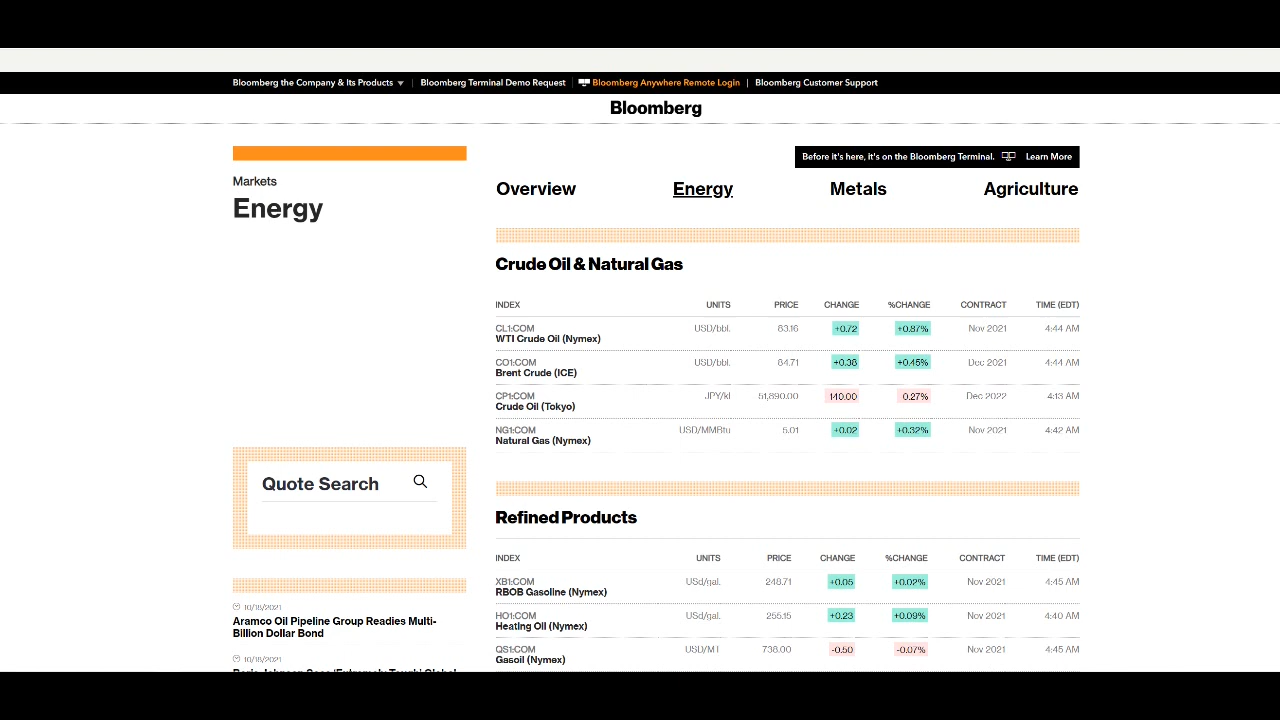 Bloomberg the Company & Its Products ▼ | Bloomberg Terminal Demo Request | Bloomberg Anywhere Remote Login | Bloomberg Customer Support
Bloomberg
Before it's here, it's on the Bloomberg Terminal. Learn More
Markets
Energy
Overview Energy Metals Agriculture
Crude Oil & Natural Gas
INDEX UNITS PRICE CHANGE %CHANGE CONTRACT TIME (EDT)
CL1:COM USD/bbl. 83.16 +0.72 +0.87% Nov 2021 4:44 AM
WTI Crude Oil (Nymex)
CO1:COM USD/bbl. 84.71 +0.38 +0.45% Dec 2021 4:44 AM
Brent Crude (ICE)
CP1:COM JPY/kl 51,890.00 140.00 0.27% Dec 2022 4:13 AM
Crude Oil (Tokyo)
NG1:COM USD/MMBtu 5.01 +0.02 +0.32% Nov 2021 4:42 AM
Natural Gas (Nymex)
Quote Search
Refined Products
INDEX UNITS PRICE CHANGE %CHANGE CONTRACT TIME (EDT)
XB1:COM USd/gal. 248.71 +0.05 +0.02% Nov 2021 4:45 AM
RBOB Gasoline (Nymex)
HO1:COM USd/gal. 255.15 +0.23 +0.09% Nov 2021 4:40 AM
Heating Oil (Nymex)
QS1:COM USD/MT 738.00 -0.50 -0.07% Nov 2021 4:45 AM
Gasoil (Nymex)
10/18/2021
Aramco Oil Pipeline Group Readies Multi-
Billion Dollar Bond
10/18/2021